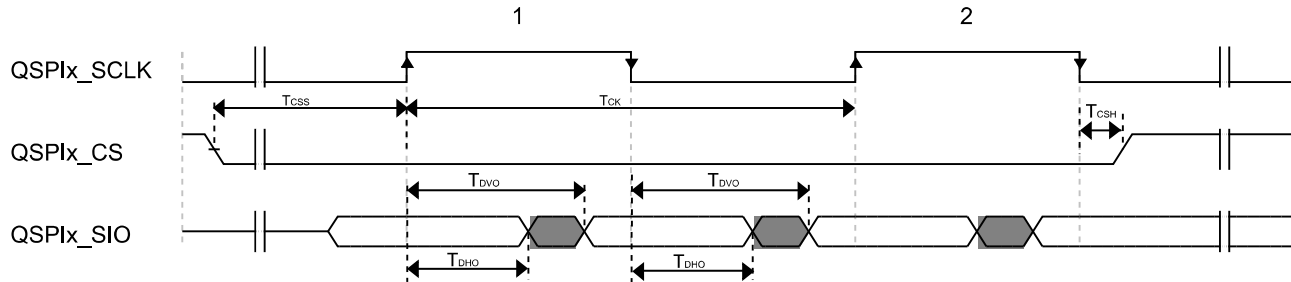 1
2
QSPIx_SCLK
TCSS
TCK
TCSH
QSPIx_CS
TDVO
TDVO
QSPIx_SIO
TDHO
TDHO